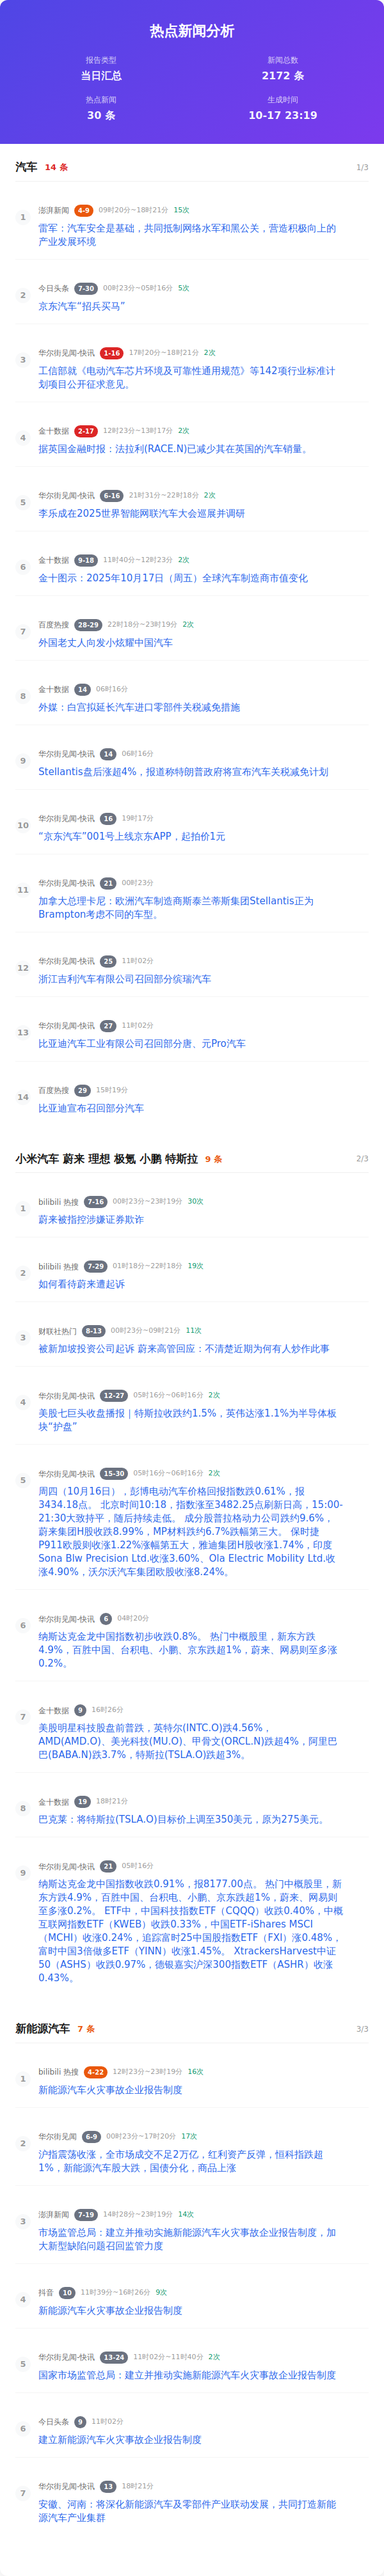 热点新闻分析
报告类型
当日汇总
新闻总数
2172 条
热点新闻
30 条
生成时间
10-17 23:19
汽车 14 条 1/3
1 澎湃新闻 4-9 09时20分~18时21分 15次
雷军：汽车安全是基础，共同抵制网络水军和黑公关，营造积极向上的
产业发展环境
2 今日头条 7-30 00时23分~05时16分 5次
京东汽车“招兵买马”
3 华尔街见闻-快讯 1-16 17时20分~18时21分 2次
工信部就《电动汽车芯片环境及可靠性通用规范》等142行业标准计
划项目公开征求意见。
4 金十数据 2-17 12时23分~13时17分 2次
据英国金融时报：法拉利(RACE.N)已减少其在英国的汽车销量。
5 华尔街见闻-快讯 6-16 21时31分~22时18分 2次
李乐成在2025世界智能网联汽车大会巡展并调研
6 金十数据 9-18 11时40分~12时23分 2次
金十图示：2025年10月17日（周五）全球汽车制造商市值变化
7 百度热搜 28-29 22时18分~23时19分 2次
外国老丈人向发小炫耀中国汽车
8 金十数据 14 06时16分
外媒：白宫拟延长汽车进口零部件关税减免措施
9 华尔街见闻-快讯 14 06时16分
Stellantis盘后涨超4%，报道称特朗普政府将宣布汽车关税减免计划
10 华尔街见闻-快讯 16 19时17分
“京东汽车”001号上线京东APP，起拍价1元
11 华尔街见闻-快讯 21 00时23分
加拿大总理卡尼：欧洲汽车制造商斯泰兰蒂斯集团Stellantis正为
Brampton考虑不同的车型。
12 华尔街见闻-快讯 25 11时02分
浙江吉利汽车有限公司召回部分缤瑞汽车
13 华尔街见闻-快讯 27 11时02分
比亚迪汽车工业有限公司召回部分唐、元Pro汽车
14 百度热搜 29 15时19分
比亚迪宣布召回部分汽车
小米汽车 蔚来 理想 极氪 小鹏 特斯拉 9 条 2/3
1 bilibili 热搜 7-16 00时23分~23时19分 30次
蔚来被指控涉嫌证券欺诈
2 bilibili 热搜 7-29 01时18分~22时18分 19次
如何看待蔚来遭起诉
3 财联社热门 8-13 00时23分~09时21分 11次
被新加坡投资公司起诉 蔚来高管回应：不清楚近期为何有人炒作此事
4 华尔街见闻-快讯 12-27 05时16分~06时16分 2次
美股七巨头收盘播报｜特斯拉收跌约1.5%，英伟达涨1.1%为半导体板
块“护盘”
5 华尔街见闻-快讯 15-30 05时16分~06时16分 2次
周四（10月16日），彭博电动汽车价格回报指数跌0.61%，报
3434.18点。 北京时间10:18，指数涨至3482.25点刷新日高，15:00-
21:30大致持平，随后持续走低。 成分股普拉格动力公司跌约9.6%，
蔚来集团H股收跌8.99%，MP材料跌约6.7%跌幅第三大。 保时捷
P911欧股则收涨1.22%涨幅第五大，雅迪集团H股收涨1.74%，印度
Sona Blw Precision Ltd.收涨3.60%、Ola Electric Mobility Ltd.收
涨4.90%，沃尔沃汽车集团欧股收涨8.24%。
6 华尔街见闻-快讯 6 04时20分
纳斯达克金龙中国指数初步收跌0.8%。 热门中概股里，新东方跌
4.9%，百胜中国、台积电、小鹏、京东跌超1%，蔚来、网易则至多涨
0.2%。
7 金十数据 9 16时26分
美股明星科技股盘前普跌，英特尔(INTC.O)跌4.56%，
AMD(AMD.O)、美光科技(MU.O)、甲骨文(ORCL.N)跌超4%，阿里巴
巴(BABA.N)跌3.7%，特斯拉(TSLA.O)跌超3%。
8 金十数据 19 18时21分
巴克莱：将特斯拉(TSLA.O)目标价上调至350美元，原为275美元。
9 华尔街见闻-快讯 21 05时16分
纳斯达克金龙中国指数收跌0.91%，报8177.00点。 热门中概股里，新
东方跌4.9%，百胜中国、台积电、小鹏、京东跌超1%，蔚来、网易则
至多涨0.2%。 ETF中，中国科技指数ETF（CQQQ）收跌0.40%，中概
互联网指数ETF（KWEB）收跌0.33%，中国ETF-iShares MSCI
（MCHI）收涨0.24%，追踪富时25中国股指数ETF（FXI）涨0.48%，
富时中国3倍做多ETF（YINN）收涨1.45%。 XtrackersHarvest中证
50（ASHS）收跌0.97%，德银嘉实沪深300指数ETF（ASHR）收涨
0.43%。
新能源汽车 7 条 3/3
1 bilibili 热搜 4-22 12时23分~23时19分 16次
新能源汽车火灾事故企业报告制度
2 华尔街见闻 6-9 00时23分~17时20分 17次
沪指震荡收涨，全市场成交不足2万亿，红利资产反弹，恒科指跌超
1%，新能源汽车股大跌，国债分化，商品上涨
3 澎湃新闻 7-19 14时28分~23时19分 14次
市场监管总局：建立并推动实施新能源汽车火灾事故企业报告制度，加
大新型缺陷问题召回监管力度
4 抖音 10 11时39分~16时26分 9次
新能源汽车火灾事故企业报告制度
5 华尔街见闻-快讯 13-24 11时02分~11时40分 2次
国家市场监管总局：建立并推动实施新能源汽车火灾事故企业报告制度
6 今日头条 9 11时02分
建立新能源汽车火灾事故企业报告制度
7 华尔街见闻-快讯 13 18时21分
安徽、河南：将深化新能源汽车及零部件产业联动发展，共同打造新能
源汽车产业集群